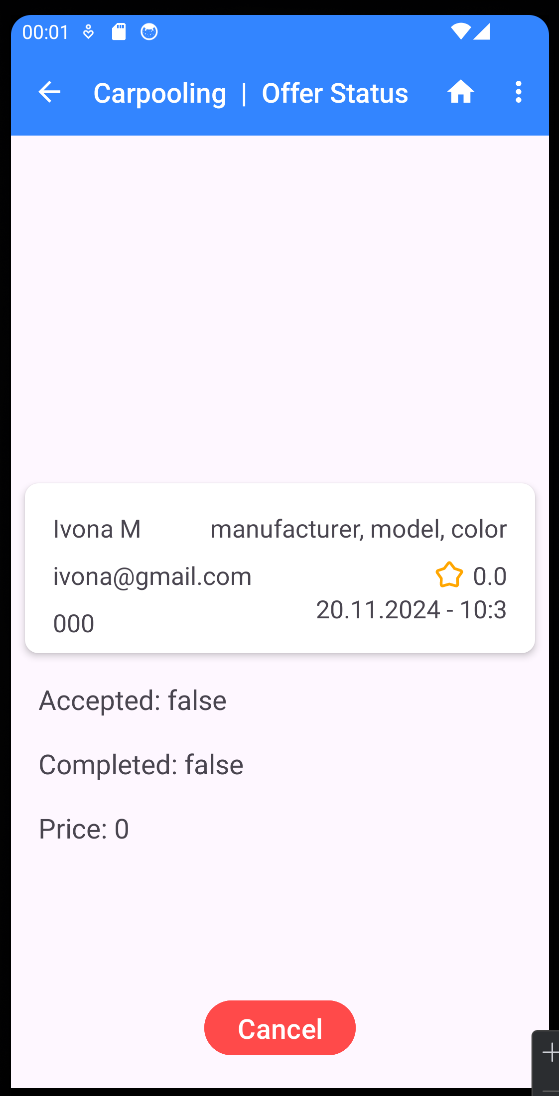 00:01
Carpooling | Offer Status
Ivona M manufacturer, model, color
ivona@gmail.com 0.0
20.11.2024 - 10:3
000
Accepted: false
Completed: false
Price: 0
Cancel